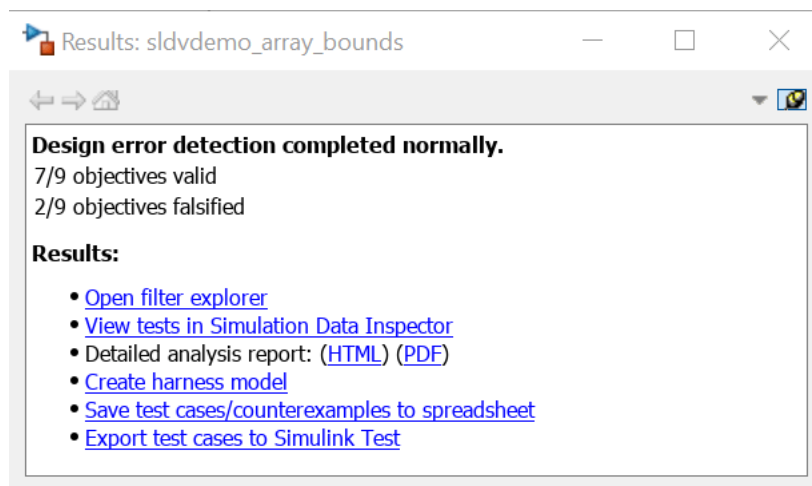 Results: sldvdemo_array_bounds
Design error detection completed normally.
7/9 objectives valid
2/9 objectives falsified
Results:
• Open filter explorer
• View tests in Simulation Data Inspector
• Detailed analysis report: (HTML) (PDF)
• Create harness model
• Save test cases/counterexamples to spreadsheet
• Export test cases to Simulink Test